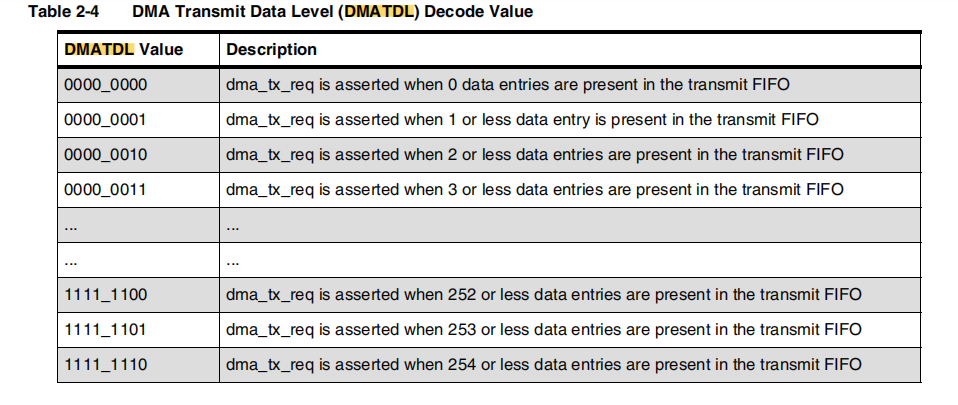 Table 2-4 DMA Transmit Data Level (DMATDL) Decode Value
DMATDL Value Description
0000_0000 dma_tx_req is asserted when 0 data entries are present in the transmit FIFO
0000_0001 dma_tx_req is asserted when 1 or less data entry is present in the transmit FIFO
0000_0010 dma_tx_req is asserted when 2 or less data entries are present in the transmit FIFO
0000_0011 dma_tx_req is asserted when 3 or less data entries are present in the transmit FIFO
... ...
... ...
1111_1100 dma_tx_req is asserted when 252 or less data entries are present in the transmit FIFO
1111_1101 dma_tx_req is asserted when 253 or less data entries are present in the transmit FIFO
1111_1110 dma_tx_req is asserted when 254 or less data entries are present in the transmit FIFO